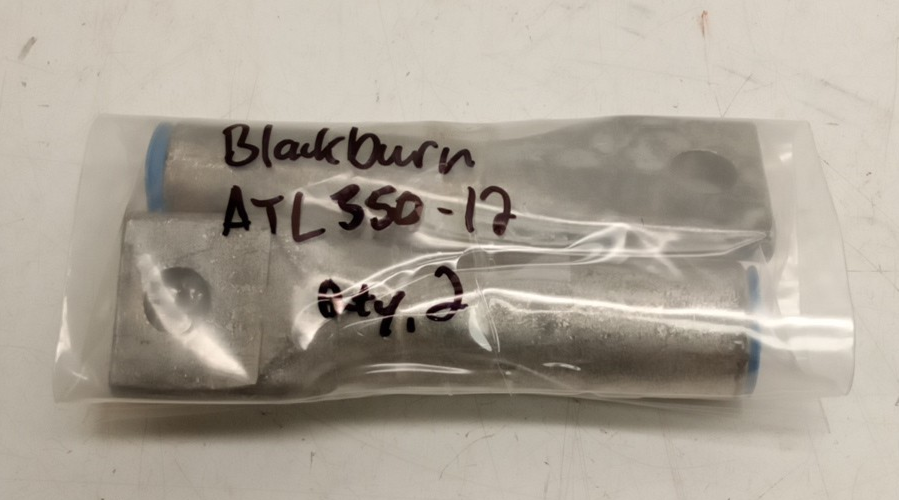 Blackburn
ATL350-12
Qty. 2